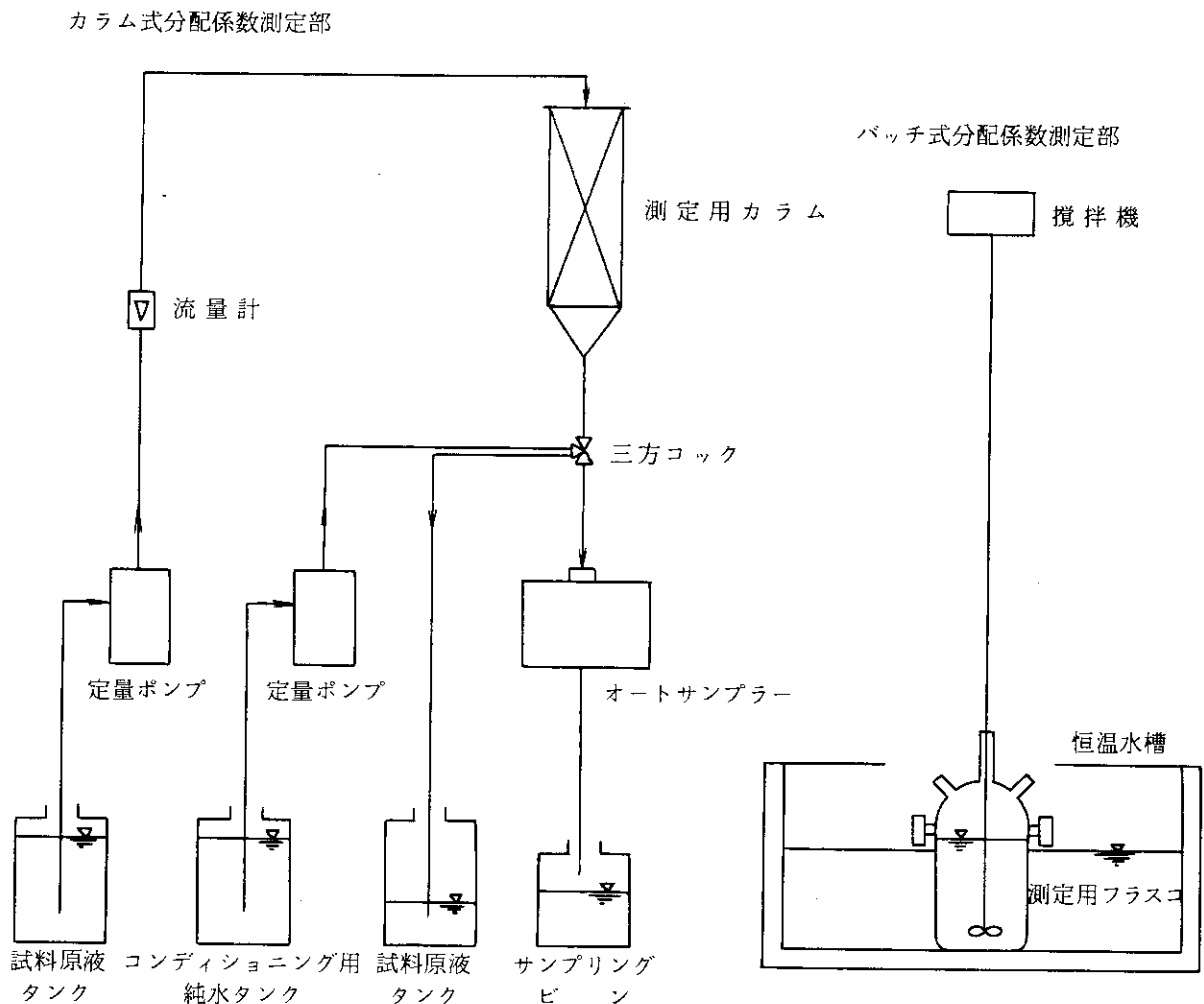 カラム式分配係数測定部
バッチ式分配係数測定部
測定用カラム
攪拌機
流量計
三方コック
定量ポンプ
定量ポンプ
オートサンプラー
恒温水槽
測定用フラスコ
試料原液
タンク
コンディショニング用
純水タンク
試料原液
タンク
サンプリング
ビン